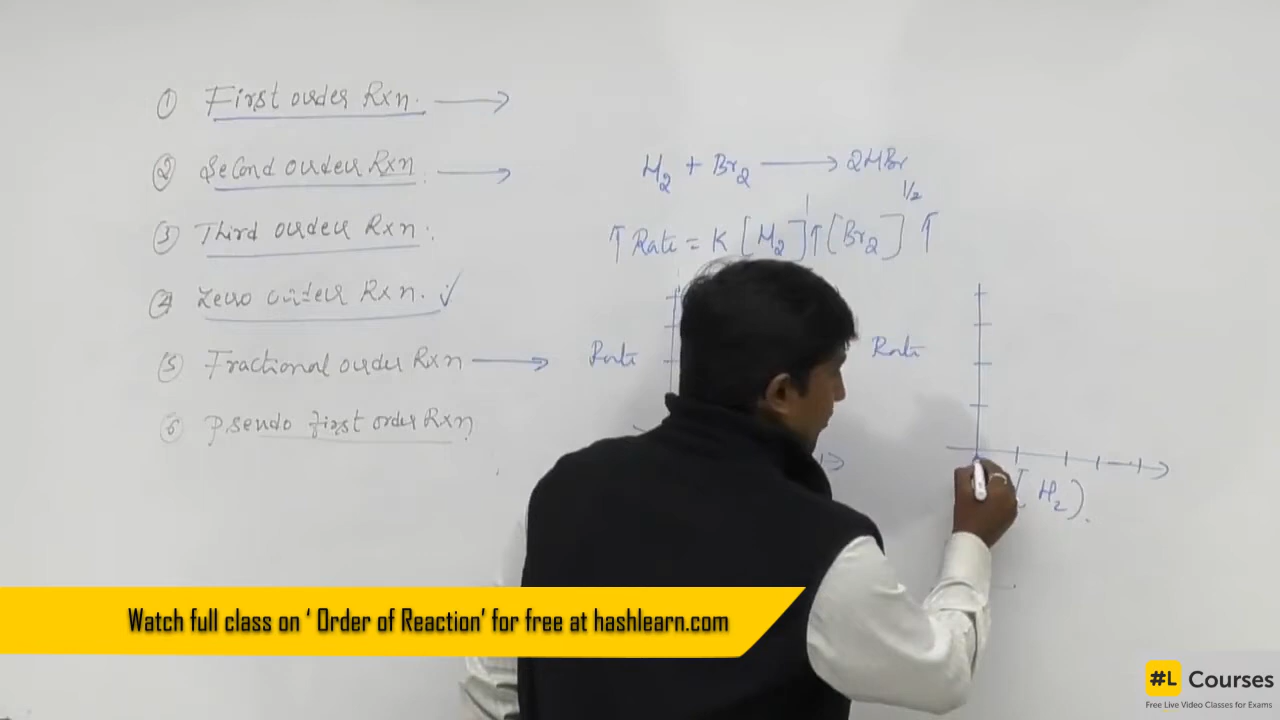 ① First order Rxn. →
② Second order Rxn. →
③ Third order Rxn.
④ Zero order Rxn. ✓
⑤ Fractional order Rxn →
⑥ Psendo first order Rxn
H₂ + Br₂ → 2HBr
↑ Rate = K [H₂]¹ ↑ [Br₂]^1/2 ↑
Rate
Rate
[H₂].
Watch full class on ‘ Order of Reaction’ for free at hashlearn.com
#L Courses
Free Live Video Classes for Exams